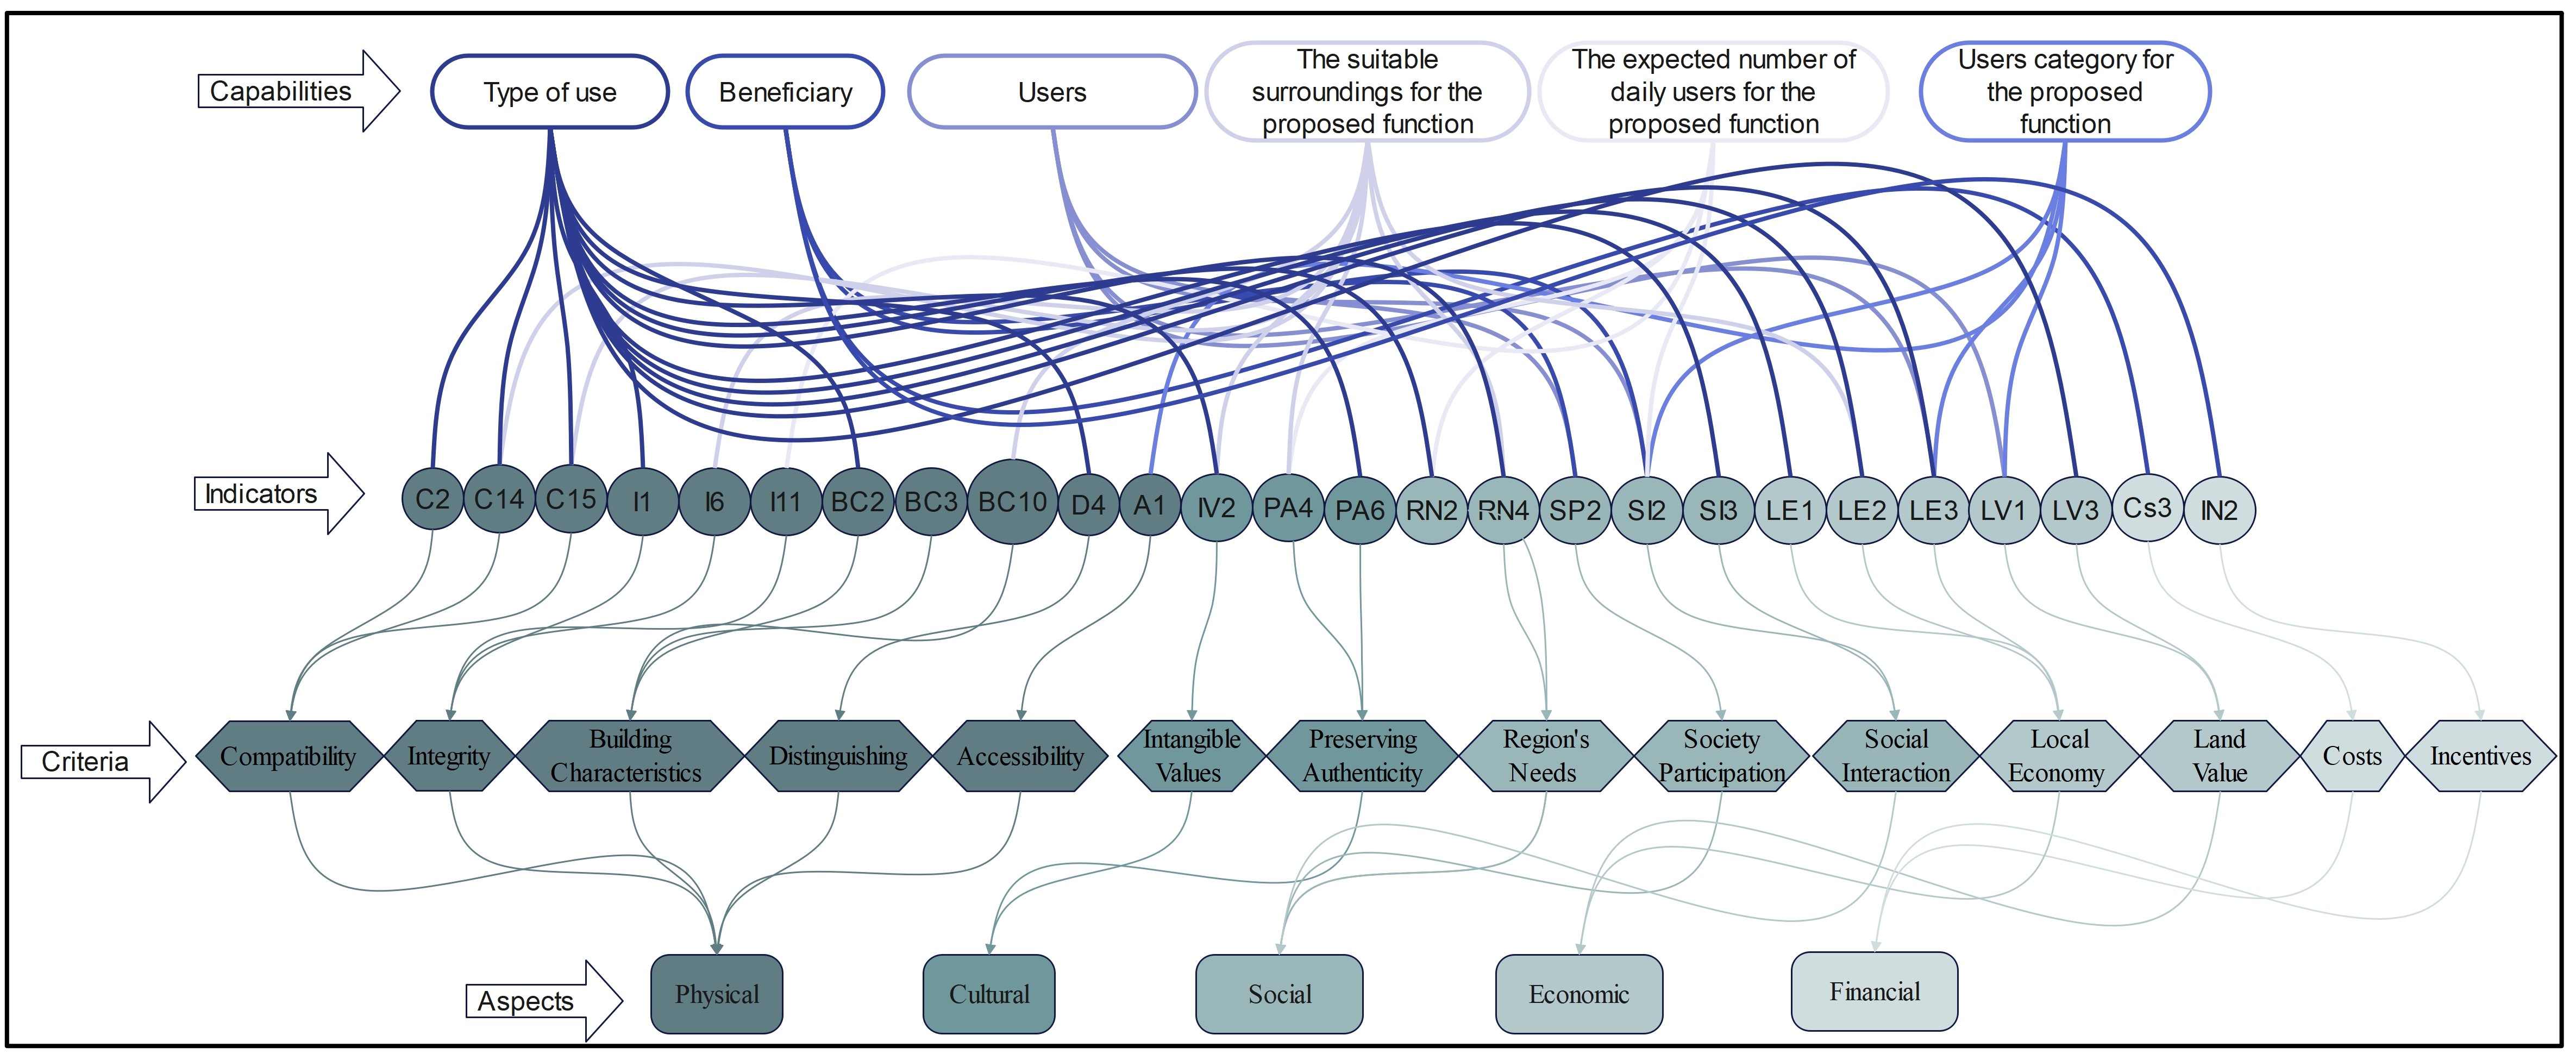 Capabilities
Type of use
Beneficiary
Users
The suitable
surroundings for the
proposed function
The expected number of
daily users for the
proposed function
Users category for
the proposed
function
Indicators
C2
C14
C15
I1
I6
I11
BC2
BC3
BC10
D4
A1
IV2
PA4
PA6
RN2
RN4
SP2
SI2
SI3
LE1
LE2
LE3
LV1
LV3
Cs3
IN2
Criteria
Compatibility
Integrity
Building
Characteristics
Distinguishing
Accessibility
Intangible
Values
Preserving
Authenticity
Region's
Needs
Society
Participation
Social
Interaction
Local
Economy
Land
Value
Costs
Incentives
Aspects
Physical
Cultural
Social
Economic
Financial